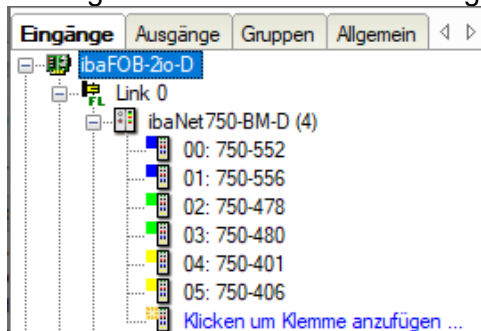 Eingänge Ausgänge Gruppen Allgemein
ibaFOB-2io-D
FL Link 0
ibaNet750-BM-D (4)
00: 750-552
01: 750-556
02: 750-478
03: 750-480
04: 750-401
05: 750-406
Klicken um Klemme anzufügen ...